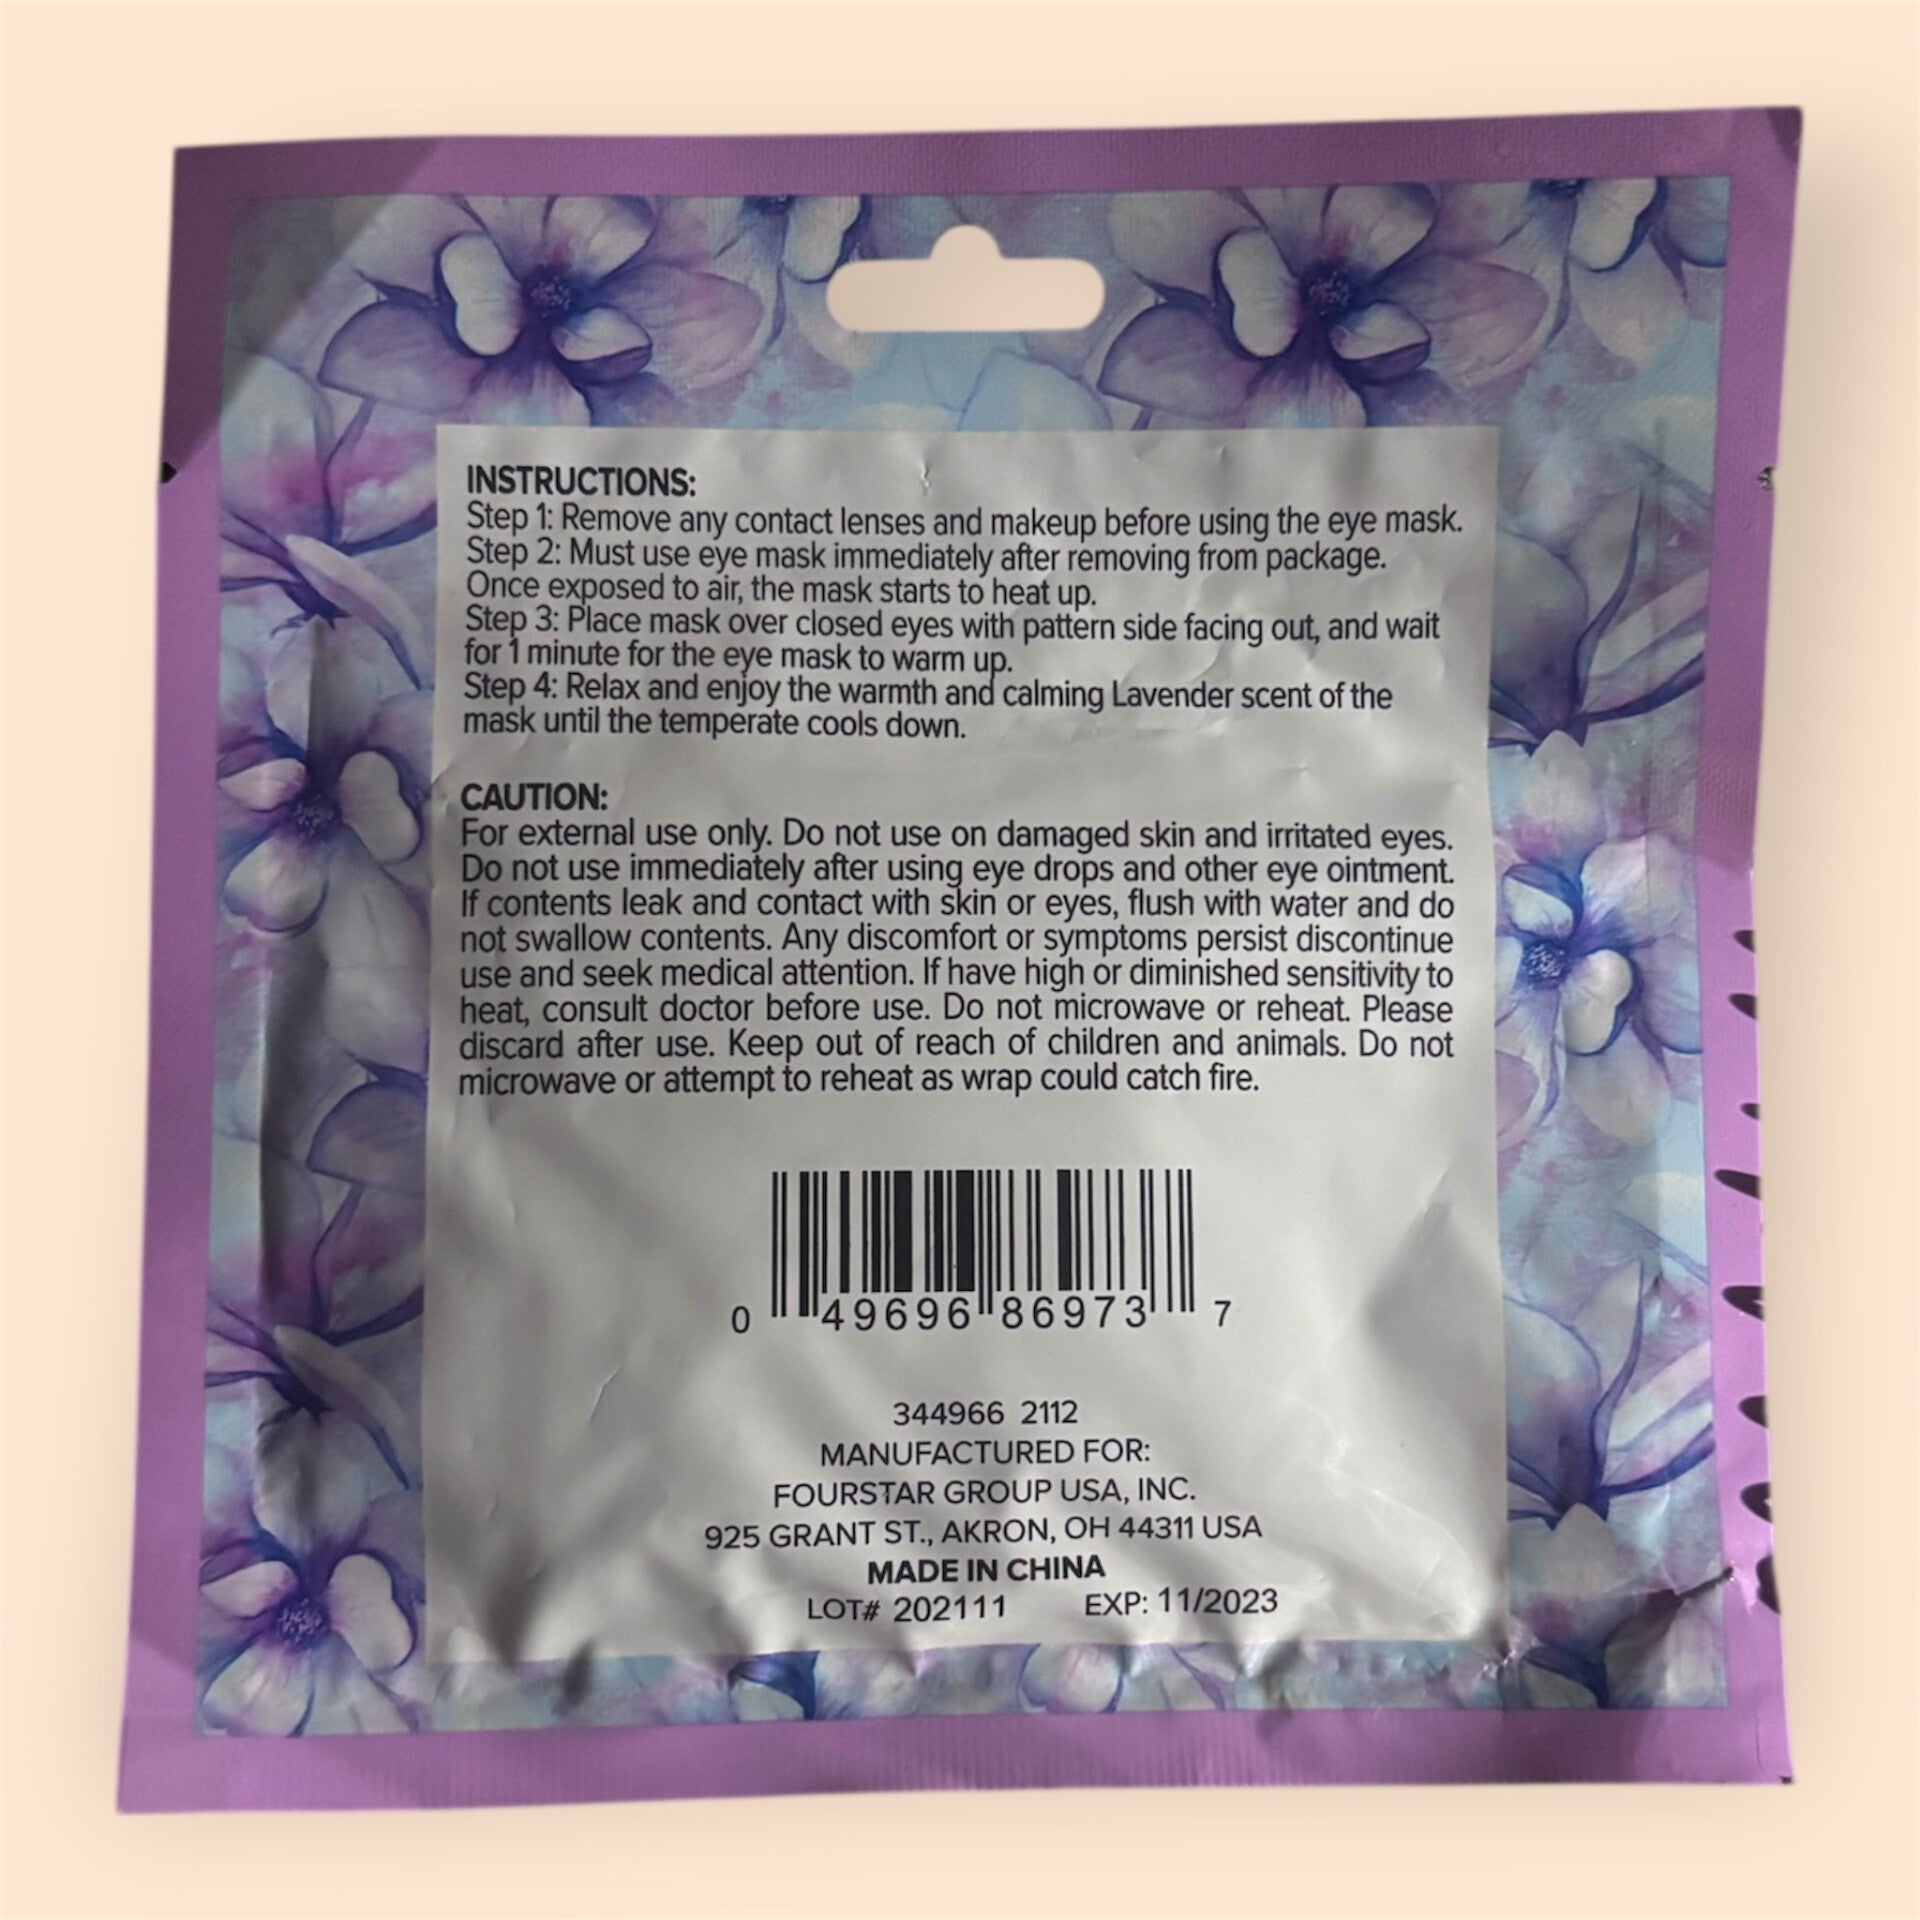 INSTRUCTIONS:
Step 1: Remove any contact lenses and makeup before using the eye mask.
Step 2: Must use eye mask immediately after removing from package.
Once exposed to air, the mask starts to heat up.
Step 3: Place mask over closed eyes with pattern side facing out, and wait
for 1 minute for the eye mask to warm up.
Step 4: Relax and enjoy the warmth and calming Lavender scent of the
mask until the temperate cools down.
CAUTION:
For external use only. Do not use on damaged skin and irritated eyes.
Do not use immediately after using eye drops and other eye ointment.
If contents leak and contact with skin or eyes, flush with water and do
not swallow contents. Any discomfort or symptoms persist discontinue
use and seek medical attention. If have high or diminished sensitivity to
heat, consult doctor before use. Do not microwave or reheat. Please
discard after use. Keep out of reach of children and animals. Do not
microwave or attempt to reheat as wrap could catch fire.
0 49696 86973 7
344966 2112
MANUFACTURED FOR:
FOURSTAR GROUP USA, INC.
925 GRANT ST., AKRON, OH 44311 USA
MADE IN CHINA
LOT# 202111 EXP: 11/2023